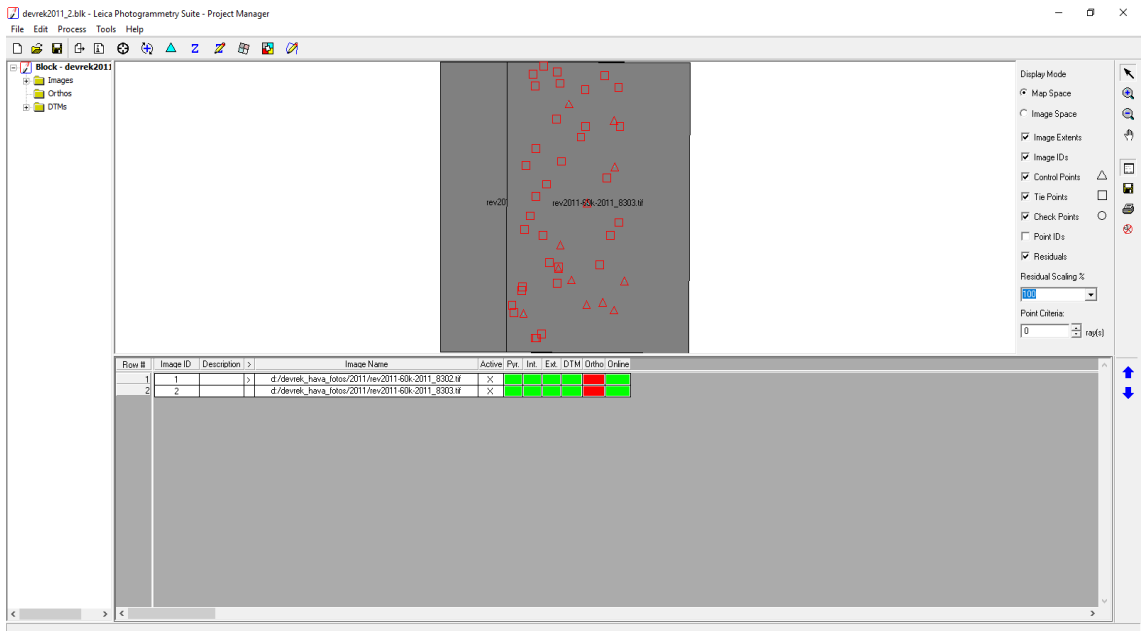 devrek2011_2.blk - Leica Photogrammetry Suite - Project Manager
File Edit Process Tools Help
Block - devrek2011
Images
Orthos
DTMs
rev20
rev2011-60k-2011_8303.tif
Display Mode
Map Space
Image Space
Image Extents
Image IDs
Control Points
Tie Points
Check Points
Point IDs
Residuals
Residual Scaling %
100
Point Criteria:
0 ray(s)
Row # Image ID Description > Image Name Active Pyr. Int. Ext. DTM Ortho Online
1 1 > d:/devrek_hava_fotos/2011/rev2011-60k-2011_8302.tif X
2 2 d:/devrek_hava_fotos/2011/rev2011-60k-2011_8303.tif X